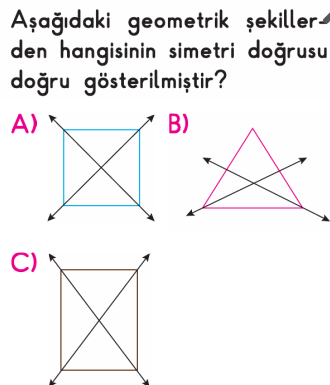 Aşağıdaki geometrik şekiller-
den hangisinin simetri doğrusu
doğru gösterilmiştir?
A)
B)
C)